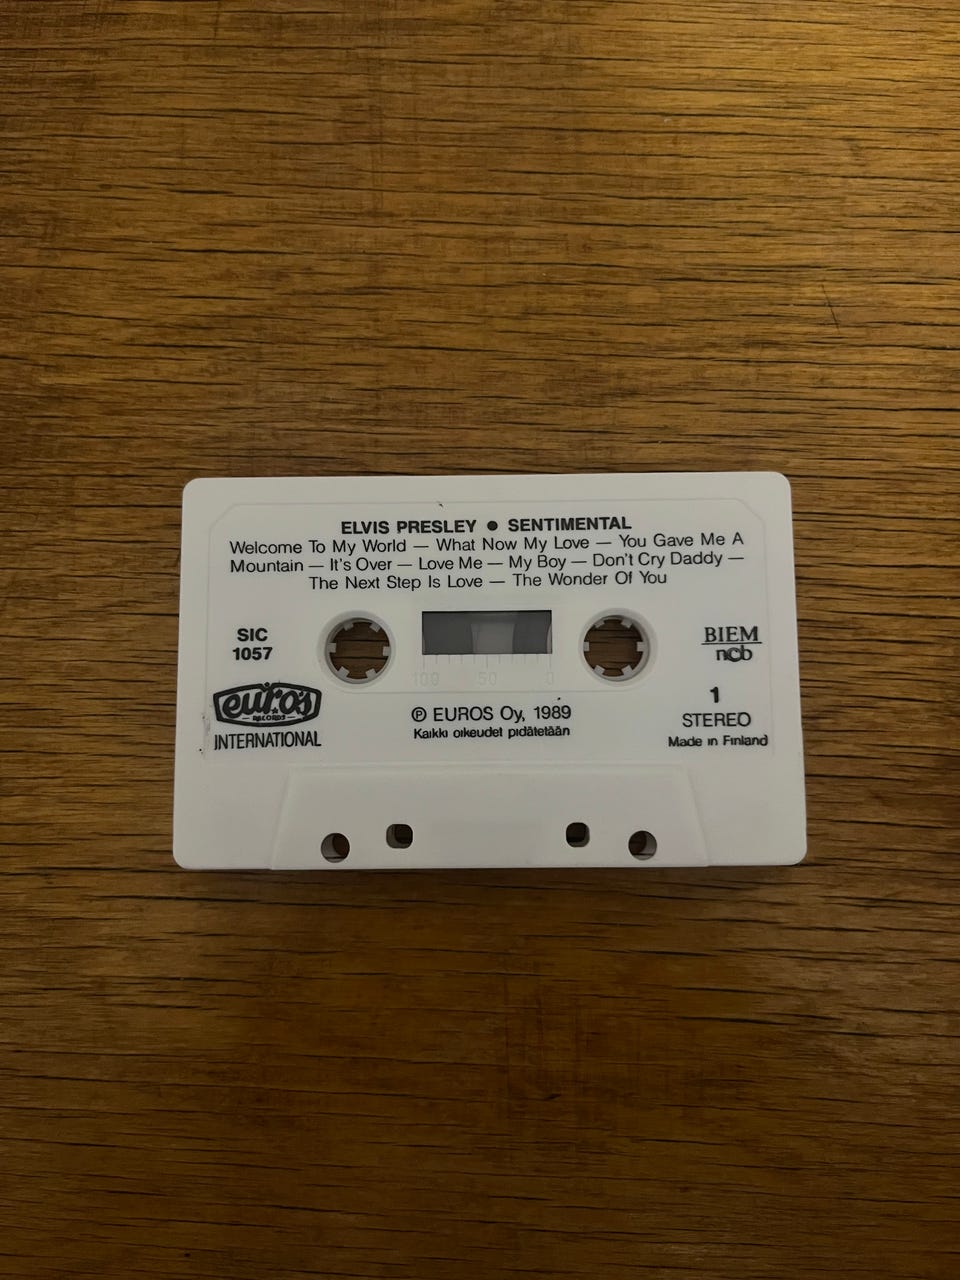 ELVIS PRESLEY ● SENTIMENTAL
Welcome To My World — What Now My Love — You Gave Me A
Mountain — It's Over — Love Me — My Boy — Don't Cry Daddy —
The Next Step Is Love — The Wonder Of You
SIC
1057
BIEM
ncb
100 50 0
euros
RECORDS
INTERNATIONAL
℗ EUROS Oy, 1989
Kaikki oikeudet pidätetään
1
STEREO
Made in Finland